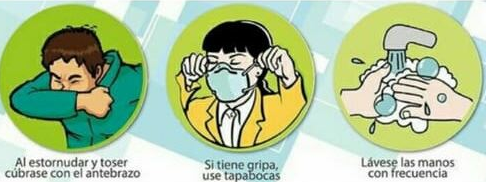 Al estornudar y toser
cúbrase con el antebrazo
Si tiene gripa,
use tapabocas
Lávese las manos
con frecuencia